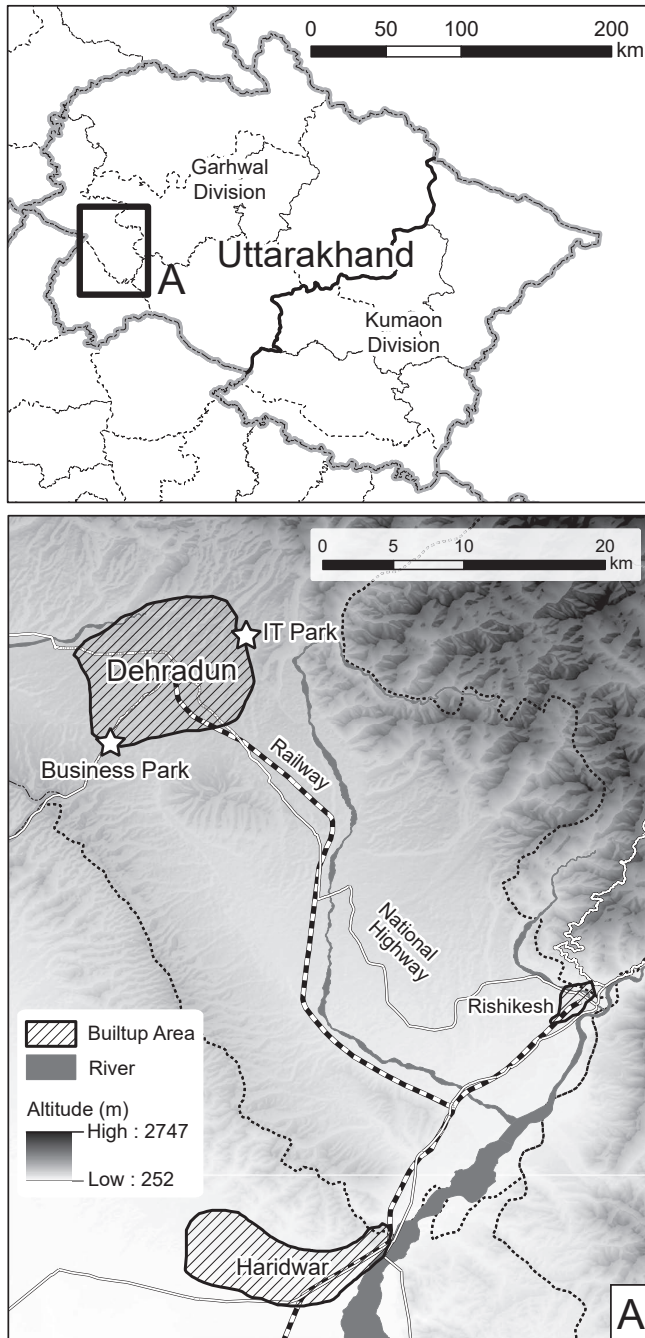 0 50 100 200
km
Garhwal
Division
Uttarakhand
A
Kumaon
Division
0 5 10 20
km
IT Park
Dehradun
Business Park
Railway
National
Highway
Rishikesh
Builtup Area
River
Altitude (m)
High : 2747
Low : 252
Haridwar
A